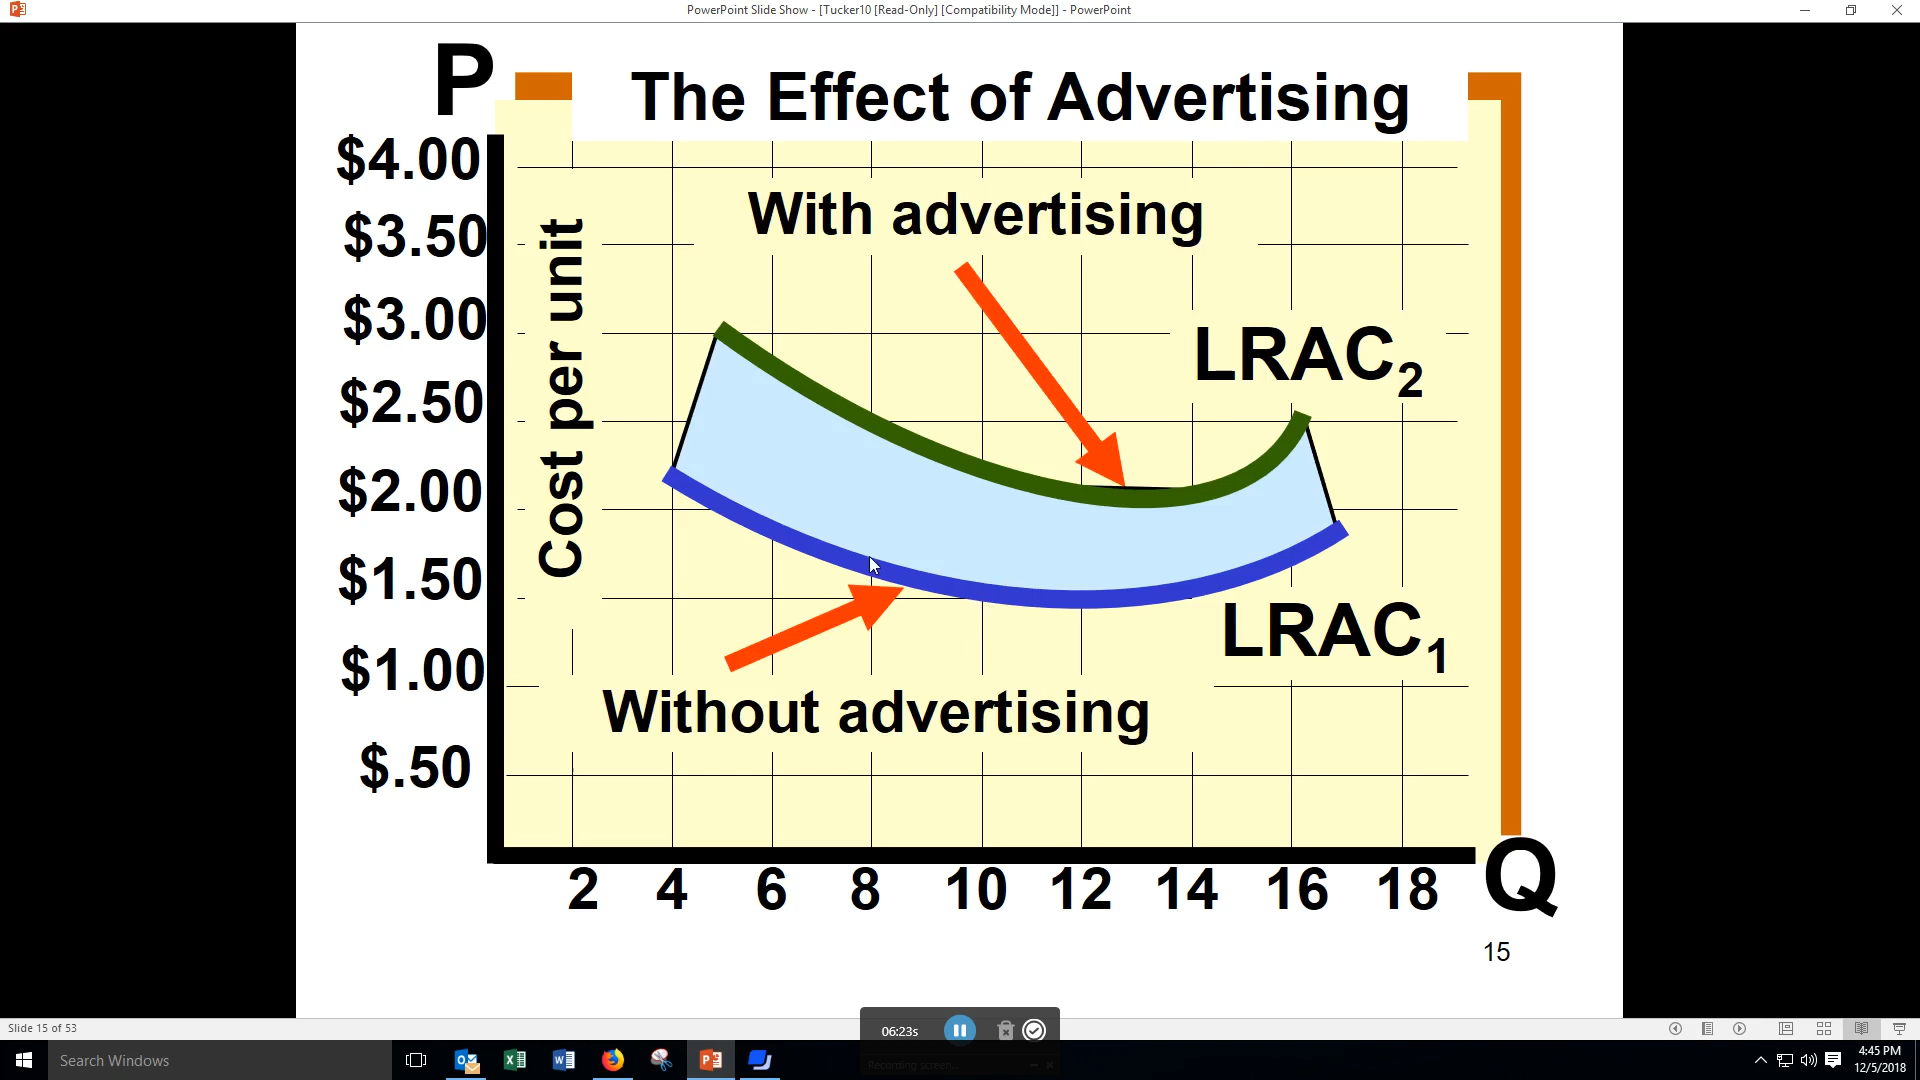 PowerPoint Slide Show - [Tucker10 [Read-Only] [Compatibility Mode]] - PowerPoint
P
The Effect of Advertising
$4.00
With advertising
$3.50
$3.00
LRAC2
$2.50
Cost per unit
$2.00
$1.50
LRAC1
$1.00
Without advertising
$.50
2 4 6 8 10 12 14 16 18 Q
15
Slide 15 of 53
06:23s
Recording screen...
Search Windows
4:45 PM
12/5/2018